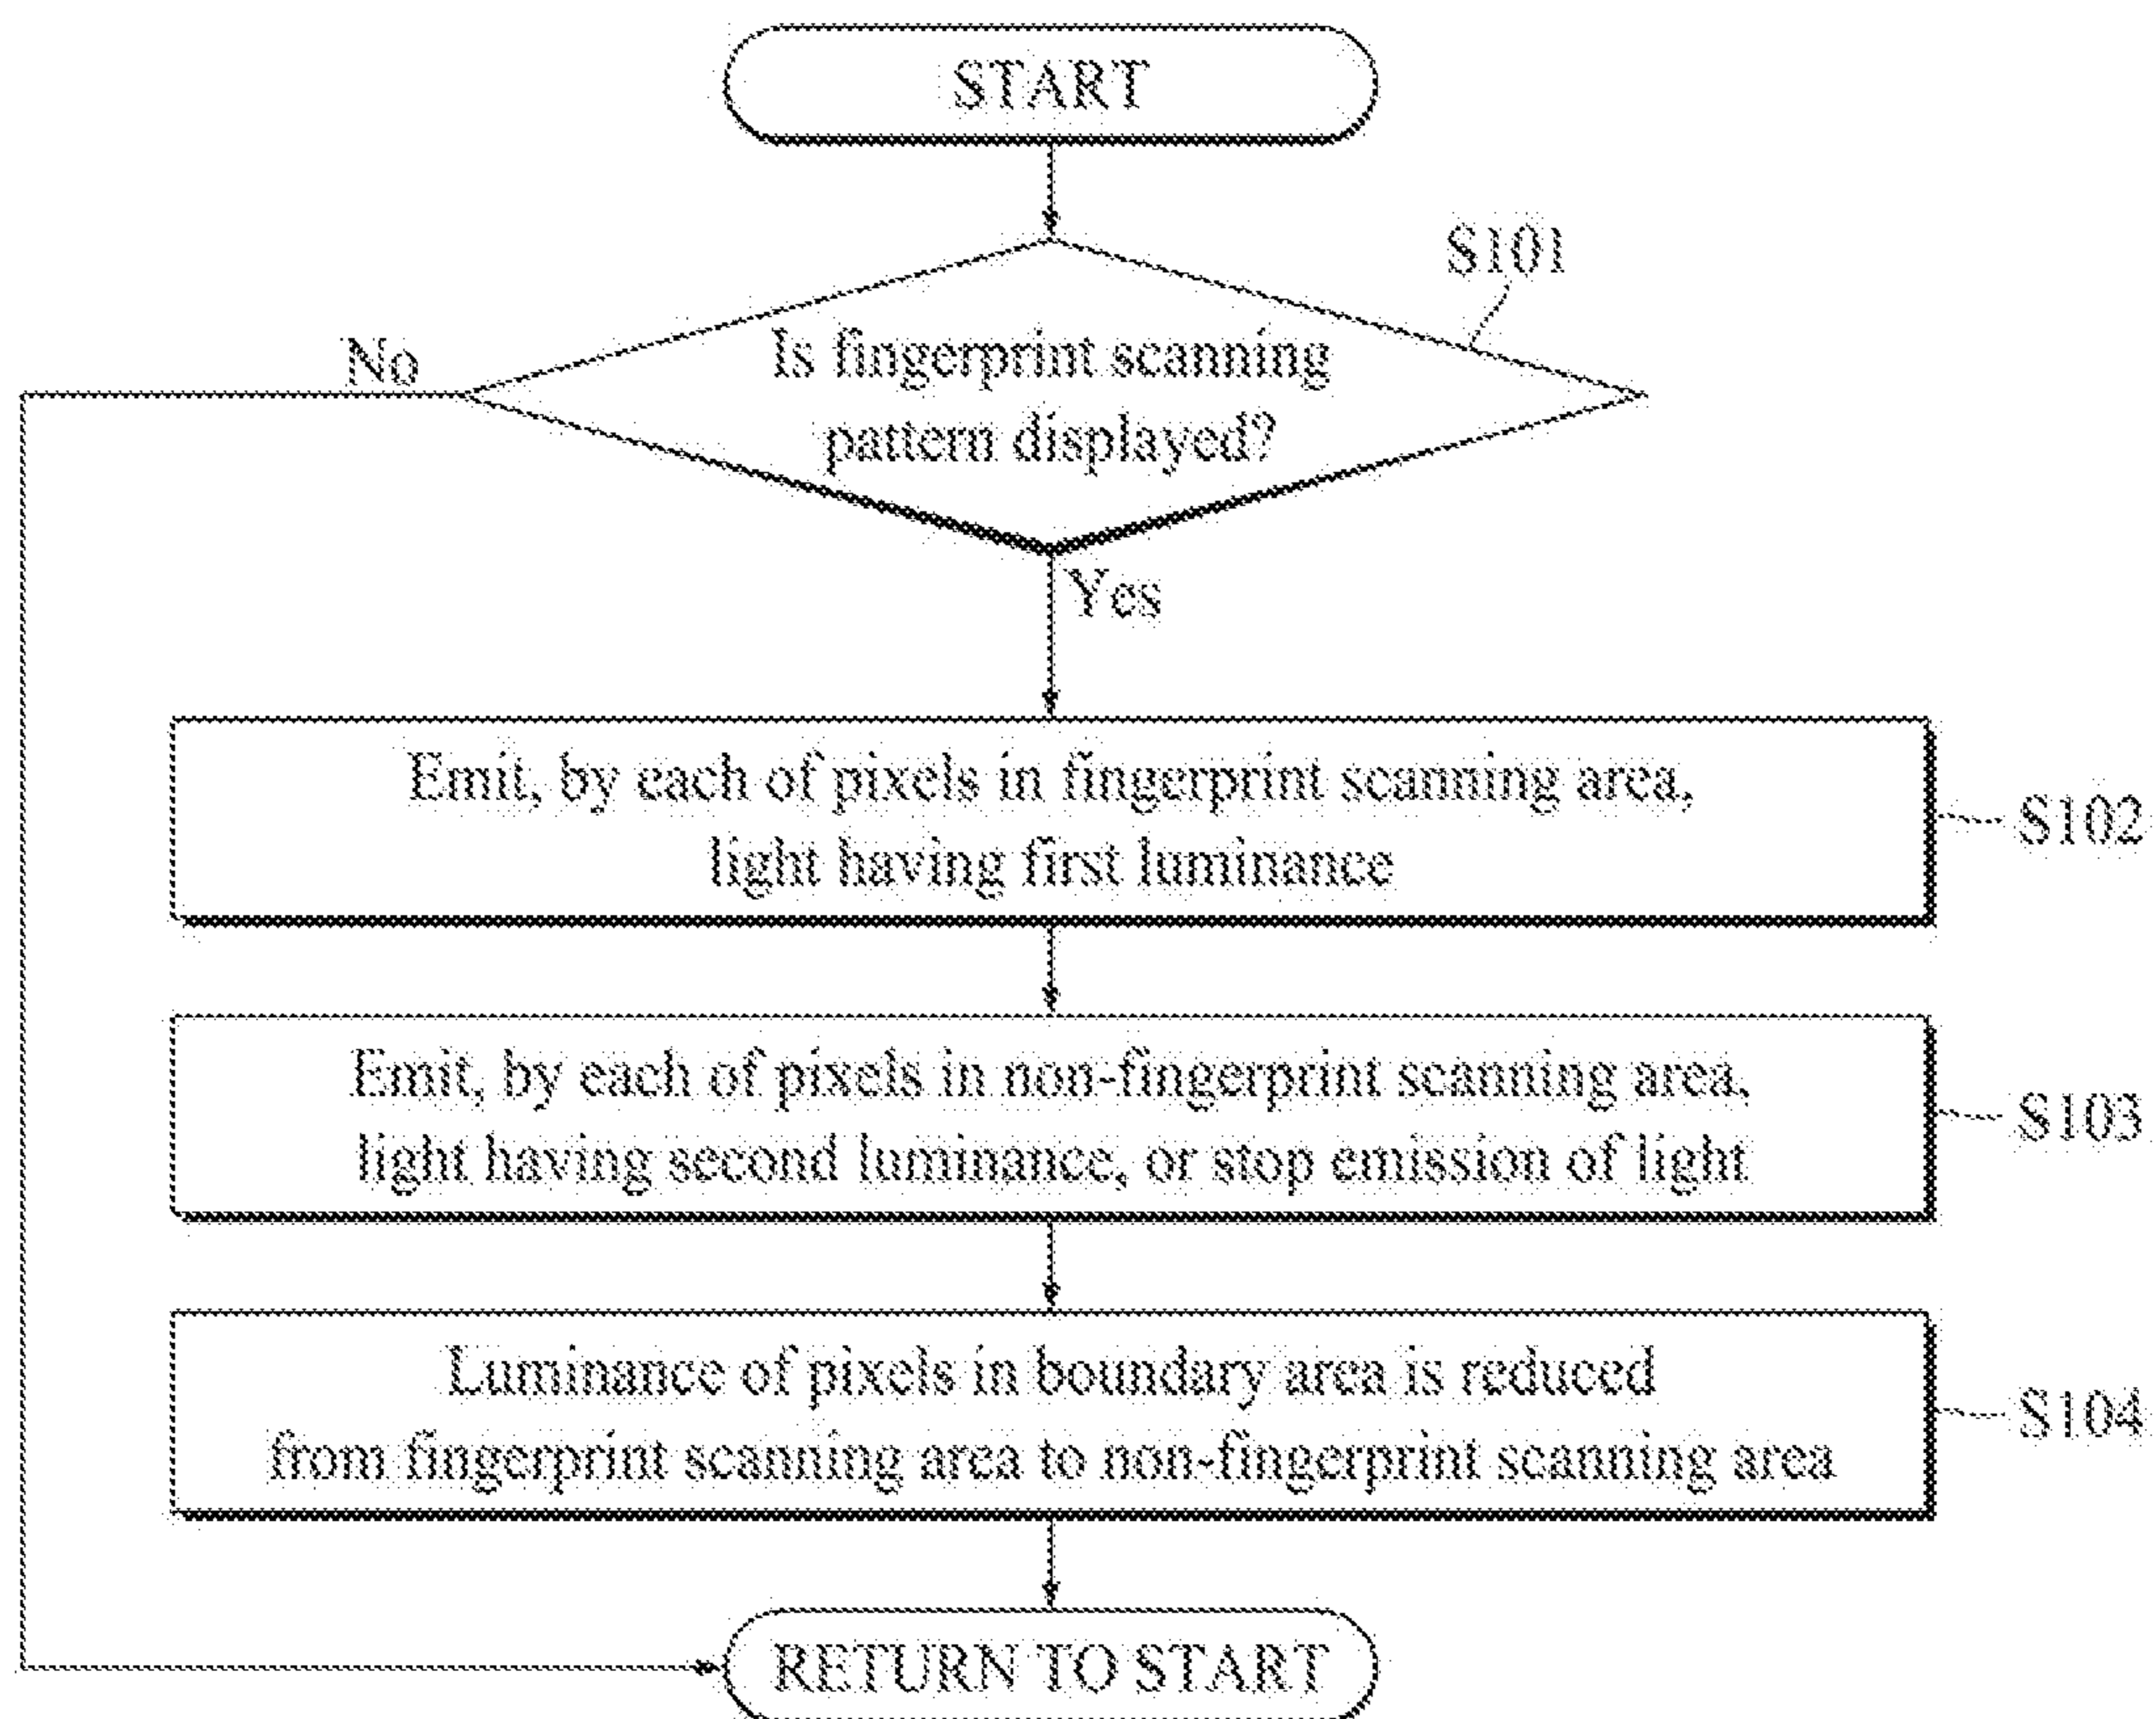 START
S101
Is fingerprint scanning
pattern displayed?
No
Yes
Emit, by each of pixels in fingerprint scanning area,
light having first luminance
S102
Emit, by each of pixels in non-fingerprint scanning area,
light having second luminance, or stop emission of light
S103
Luminance of pixels in boundary area is reduced
from fingerprint scanning area to non-fingerprint scanning area
S104
RETURN TO START